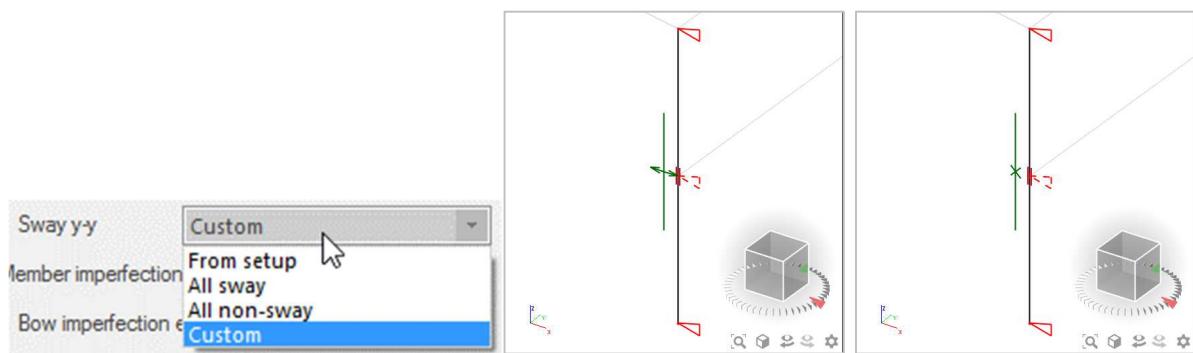 Sway y-y
Custom
From setup
Member imperfection
All sway
All non-sway
Bow imperfection e
Custom
z
y
x
z
y
x